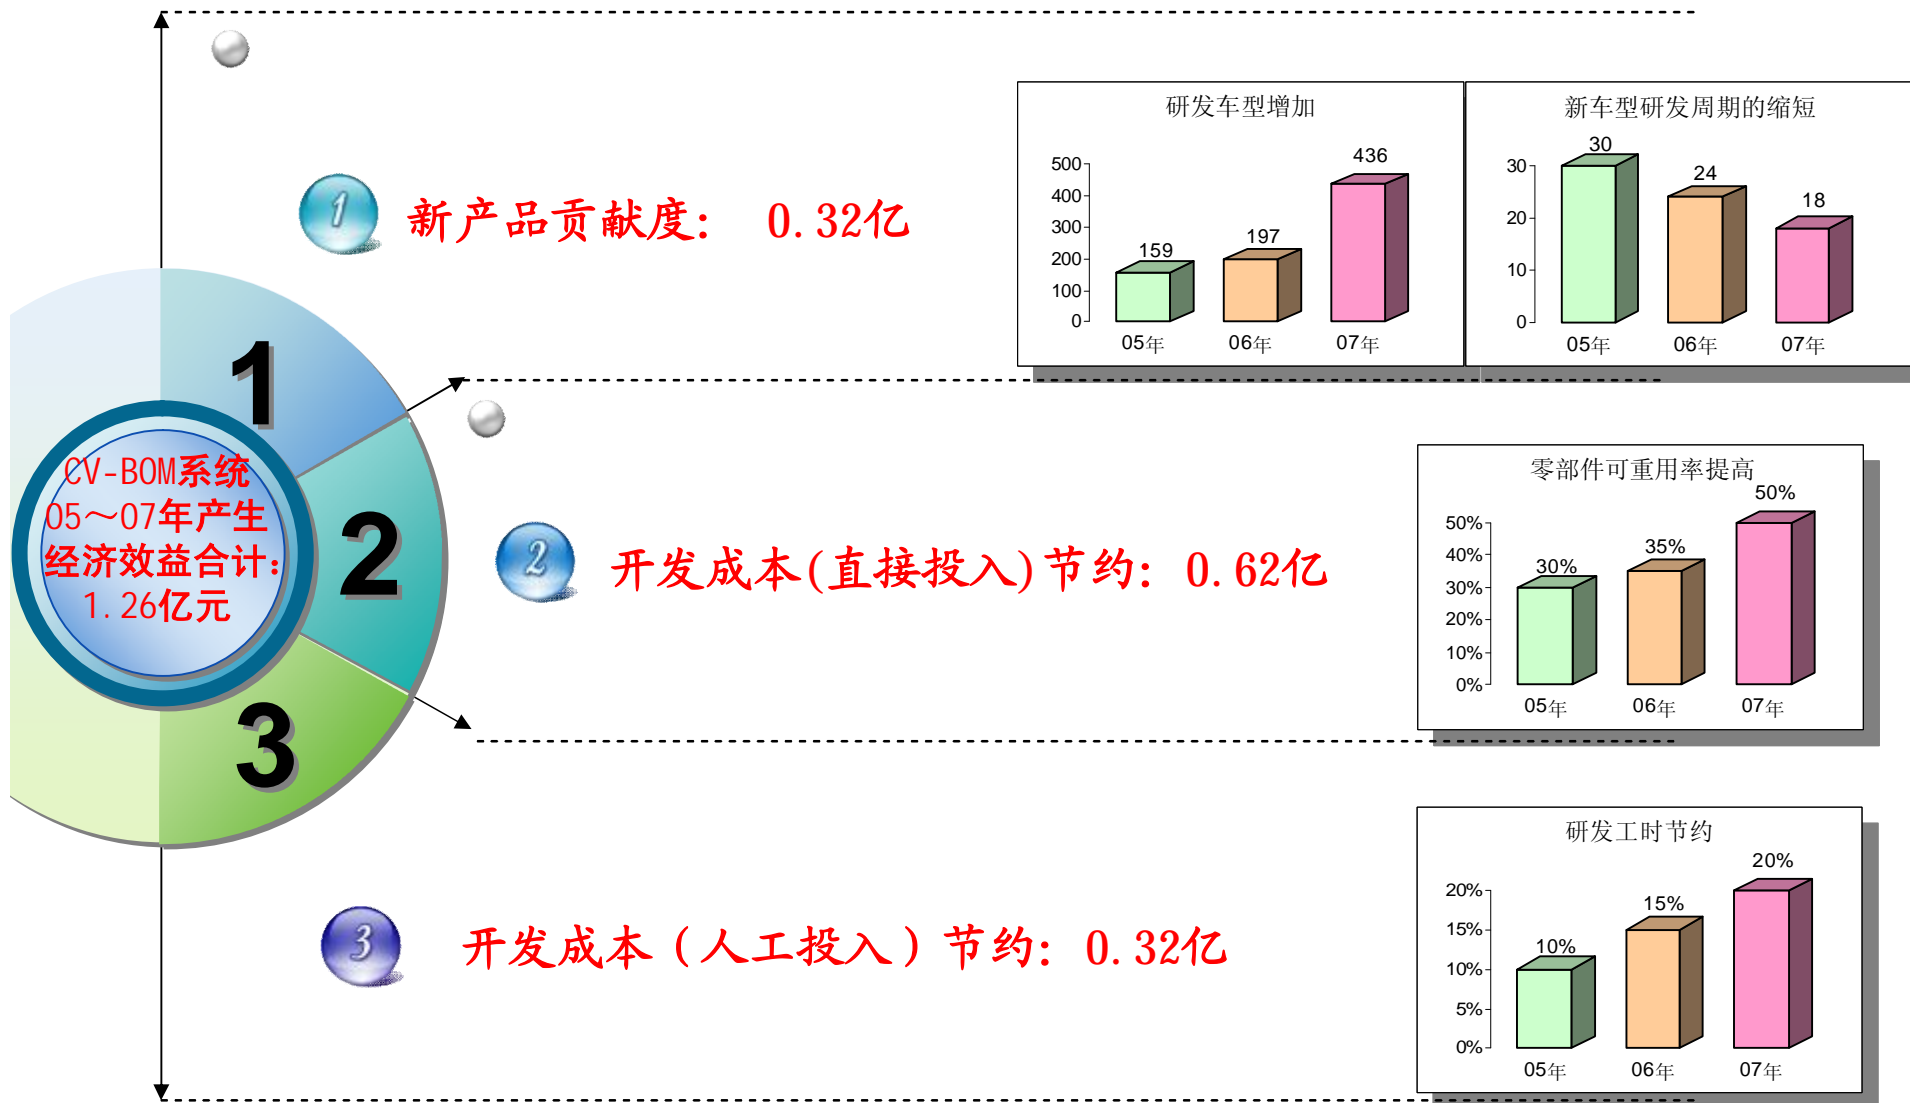 研发车型增加
500
400
300
200
100
0
159
197
436
05年
06年
07年
新车型研发周期的缩短
30
20
10
0
30
24
18
05年
06年
07年
1
新产品贡献度： 0.32亿
1
2
3
CV-BOM系统
05～07年产生
经济效益合计：
1.26亿元
2
开发成本(直接投入)节约：0.62亿
零部件可重用率提高
50%
40%
30%
20%
10%
0%
30%
35%
50%
05年
06年
07年
3
开发成本（人工投入）节约：0.32亿
研发工时节约
20%
15%
10%
5%
0%
10%
15%
20%
05年
06年
07年